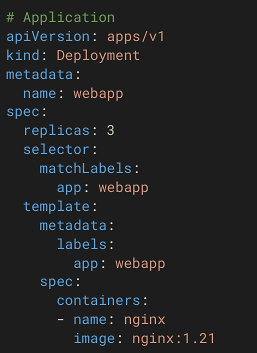 # Application
apiVersion: apps/v1
kind: Deployment
metadata:
  name: webapp
spec:
  replicas: 3
  selector:
    matchLabels:
      app: webapp
  template:
    metadata:
      labels:
        app: webapp
    spec:
      containers:
      - name: nginx
        image: nginx:1.21